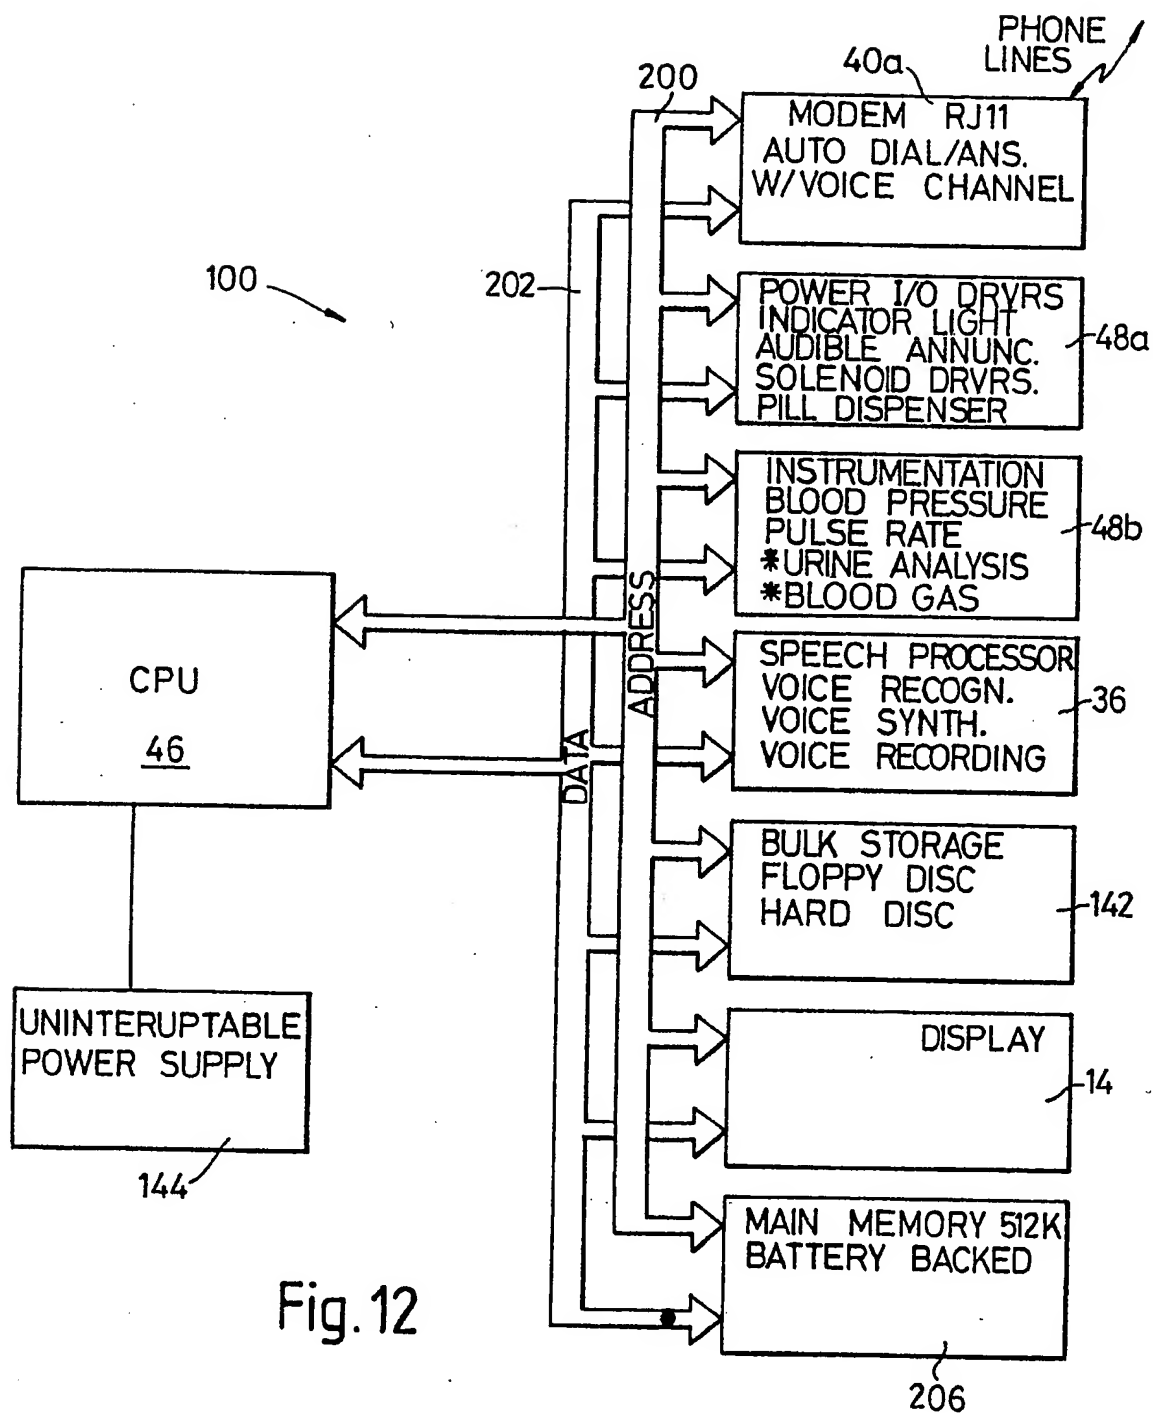 PHONE
LINES
40a
200
MODEM RJ11
AUTO DIAL/ANS.
W/VOICE CHANNEL
100
202
POWER I/O DRVRS
INDICATOR LIGHT
AUDIBLE ANNUNC.
SOLENOID DRVRS.
PILL DISPENSER
48a
INSTRUMENTATION
BLOOD PRESSURE
PULSE RATE
*URINE ANALYSIS
*BLOOD GAS
48b
ADDRESS
DATA
CPU
46
SPEECH PROCESSOR
VOICE RECOGN.
VOICE SYNTH.
VOICE RECORDING
36
BULK STORAGE
FLOPPY DISC
HARD DISC
142
UNINTERUPTABLE
POWER SUPPLY
144
DISPLAY
14
MAIN MEMORY 512K
BATTERY BACKED
206
Fig. 12